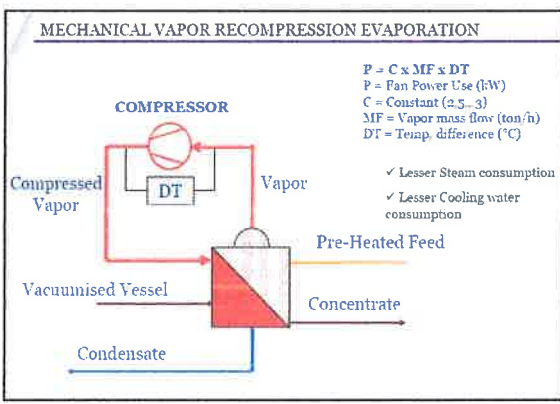 MECHANICAL VAPOR RECOMPRESSION EVAPORATION
P = C x MF x DT
P = Fan Power Use (kW)
C = Constant (2,5...3)
MF = Vapor mass flow (ton/h)
DT = Temp, difference (°C)
COMPRESSOR
✓ Lesser Steam consumption
✓ Lesser Cooling water
consumption
Compressed
Vapor
DT
Vapor
Pre-Heated Feed
Vacuumised Vessel
Concentrate
Condensate